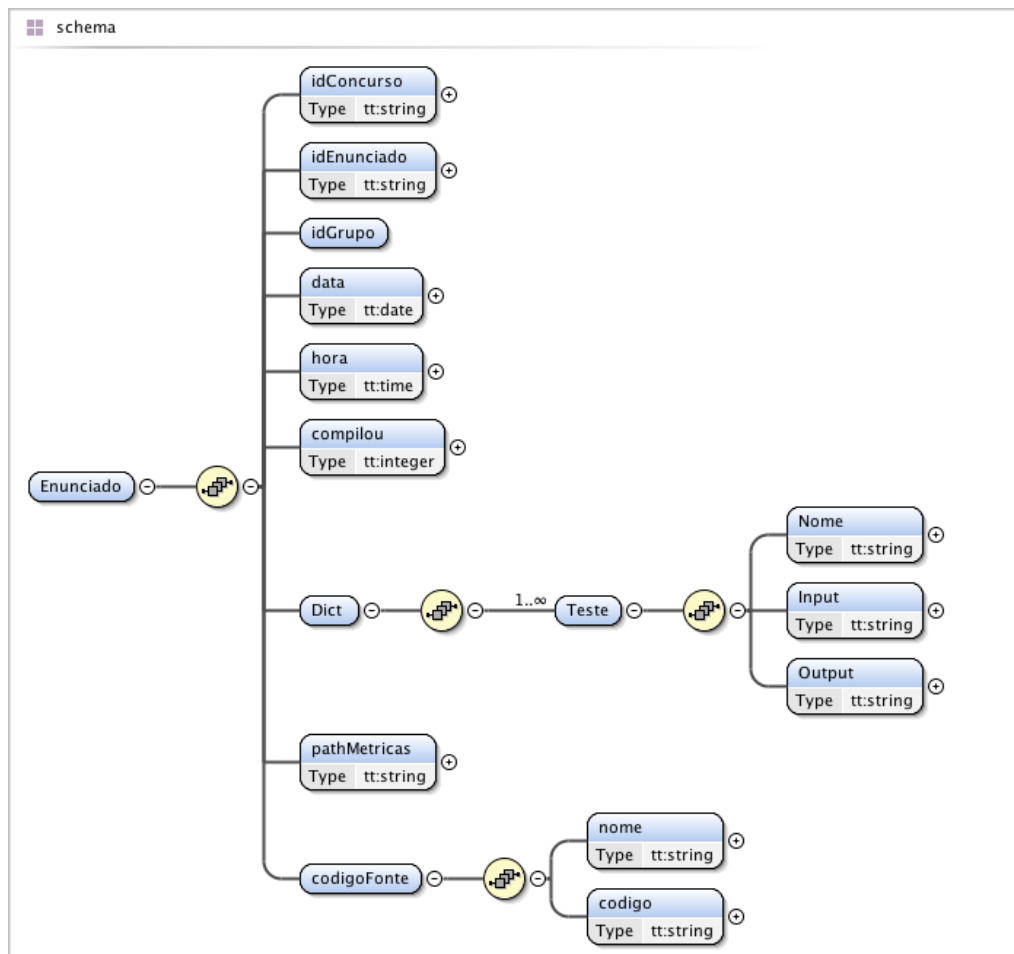 schema
idConcurso
Type tt:string
idEnunciado
Type tt:string
idGrupo
data
Type tt:date
hora
Type tt:time
compilou
Type tt:integer
Enunciado
Dict
1..∞
Teste
Nome
Type tt:string
Input
Type tt:string
Output
Type tt:string
pathMetricas
Type tt:string
codigoFonte
nome
Type tt:string
codigo
Type tt:string